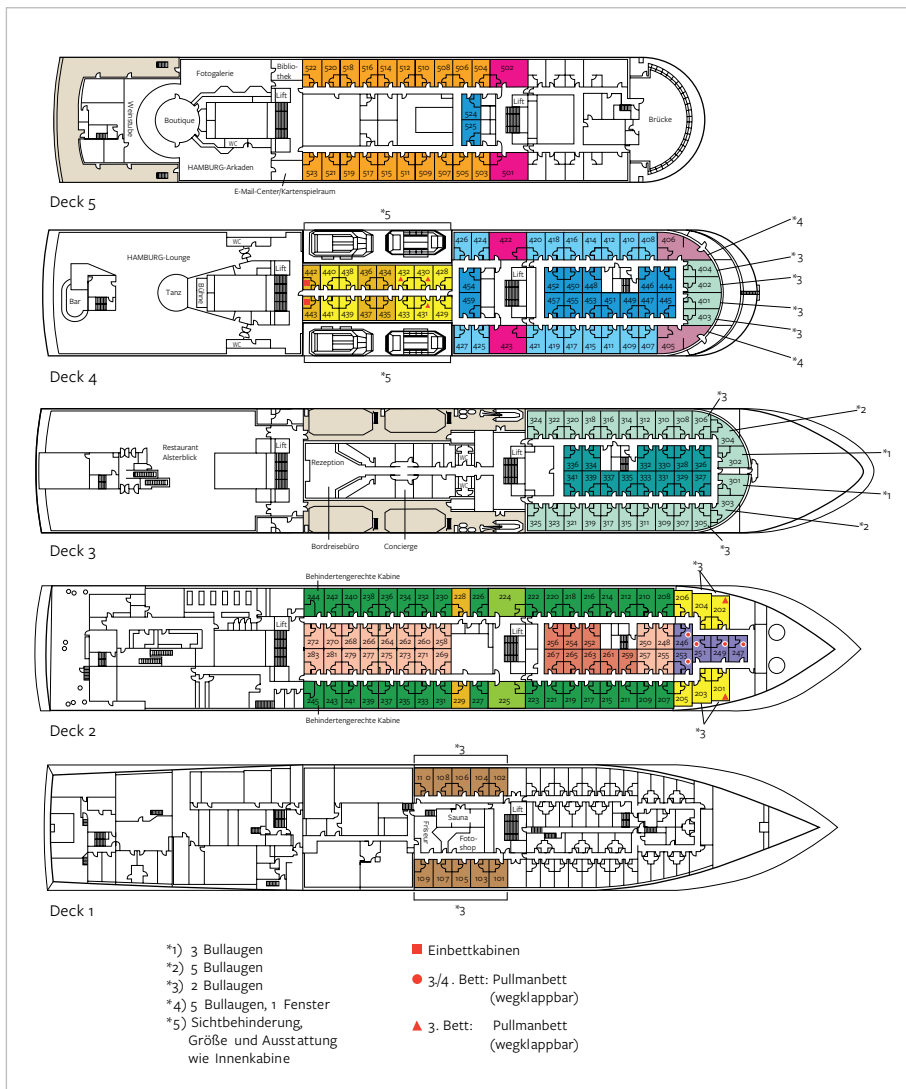 522 520 518 516 514 512 510 508 506 504 502
Biblio-
thek
Fotogalerie
Lift
Lift
Weinstube
Boutique
524
525
Brücke
WC
HAMBURG-Arkaden
523 521 519 517 515 511 509 507 505 503 501
E-Mail-Center/Kartenspielraum
Deck 5
*5
*4
426 424 422 420 418 416 414 412 410 408 406
WC
*3
HAMBURG-Lounge
Lift
442 440 438 436 434 432 430 428
Lift
404
*3
454
452 450 448
446 444
402
Bar
Tanz
Bühne
459
457 455 453 451 449 447 445
401
443 441 439 437 435 433 431 429
403
*3
*3
WC
427 425 423 421 419 417 415 411 409 407 405
*4
*5
Deck 4
*3
*2
324 322 320 318 316 314 312 310 308 306
304
Restaurant
Alsterblick
Lift
Rezeption
WC
Lift
*1
336 334
332 330 328 326
302
341 339 337 335 333 331 329 327
301
WC
*1
303
325 323 321 319 317 315 311 309 307 305
*2
Bordreisebüro
Concierge
*3
Deck 3
Behindertengerechte Kabine
*3
244 242 240 238 236 234 232 230 228 226 224 222 220 218 216 214 212 210 208 206 204 202
Lift
Lift
272 270 268 266 264 262 260 258
256 254 252
250 248
246
251 249 247
283 281 279 277 275 273 271 269
267 265 263 261 259
257 255
253
245 243 241 239 237 235 233 231 229 227 225 223 221 219 217 215 211 209 207 205 203 201
Behindertengerechte Kabine
*3
Deck 2
*3
110 108 106 104 102
Lift
Sauna
Friseur
Foto-
shop
109 107 105 103 101
*3
Deck 1
*1) 3 Bullaugen
*2) 5 Bullaugen
*3) 2 Bullaugen
*4) 5 Bullaugen, 1 Fenster
*5) Sichtbehinderung,
Größe und Ausstattung
wie Innenkabine
Einbettkabinen
3/4. Bett: Pullmanbett
(wegklappbar)
3. Bett: Pullmanbett
(wegklappbar)